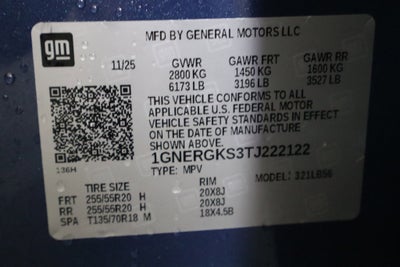 gm
MFD BY GENERAL MOTORS LLC
11/25 GVWR GAWR FRT GAWR RR
2800 KG 1450 KG 1600 KG
6173 LB 3196 LB 3527 LB
THIS VEHICLE CONFORMS TO ALL
APPLICABLE U.S. FEDERAL MOTOR
VEHICLE SAFETY STANDARDS IN EFFECT
ON THE DATE OF MANUFACTURE
SHOWN ABOVE.
1GNERGKS3TJ222122
136H TYPE: MPV MODEL: 321LB56
TIRE SIZE RIM
FRT 255/55R20 H 20X8J
RR 255/55R20 H 20X8J
SPA T135/70R18 M 18X4.5B